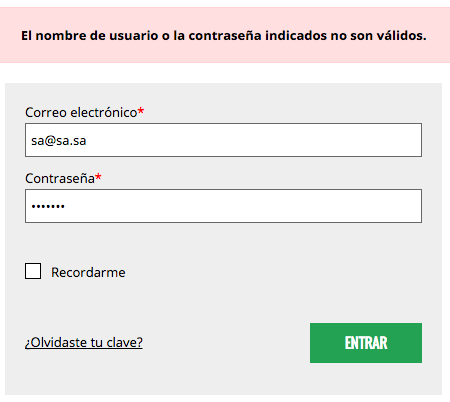 El nombre de usuario o la contraseña indicados no son válidos.
Correo electrónico*
sa@sa.sa
Contraseña*
•••••••
Recordarme
¿Olvidaste tu clave?
ENTRAR